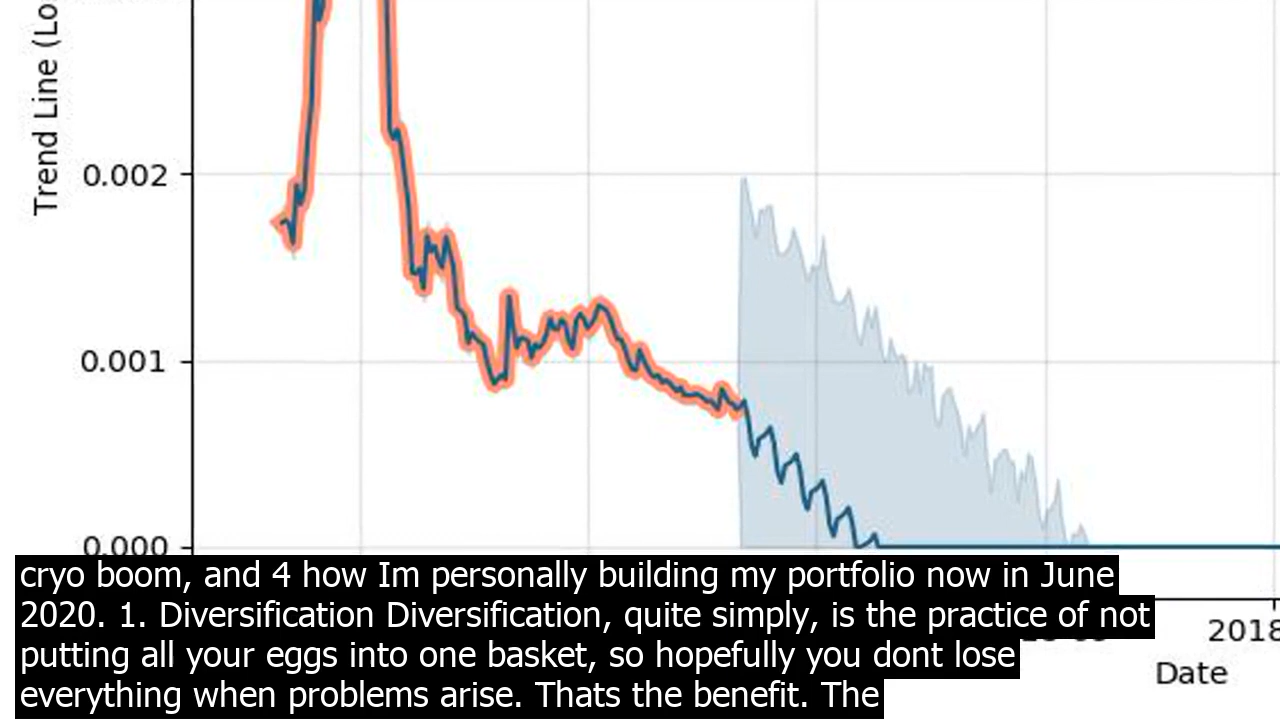 Trend Line (Lo
0.002
0.001
0.000
2018
Date
cryo boom, and 4 how Im personally building my portfolio now in June
2020. 1. Diversification Diversification, quite simply, is the practice of not
putting all your eggs into one basket, so hopefully you dont lose
everything when problems arise. Thats the benefit. The